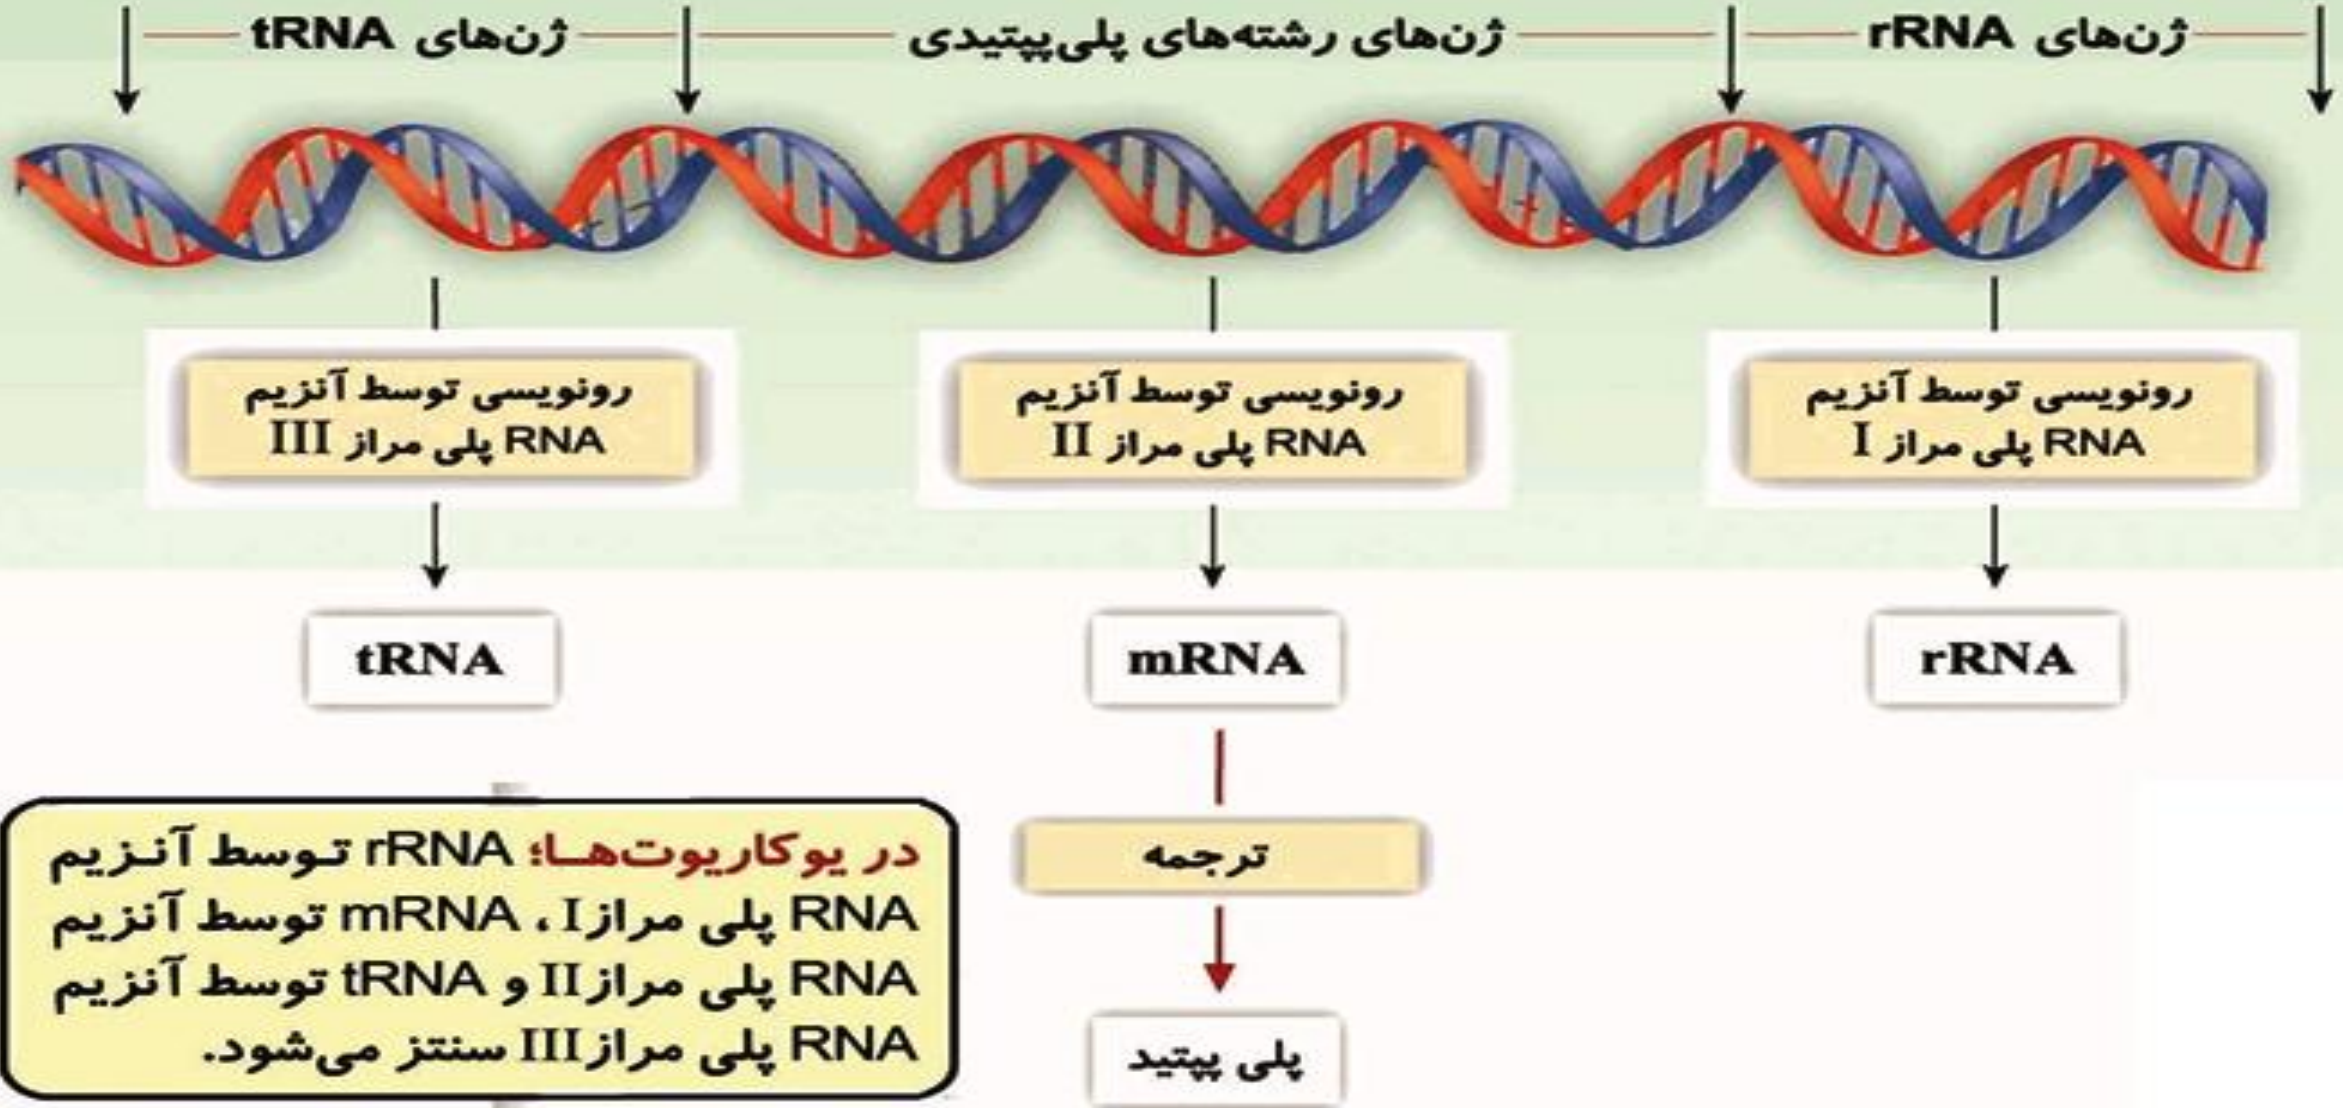 ژن‌های rRNA
ژن‌های رشته‌های پلی‌پپتیدی
ژن‌های tRNA
رونویسی توسط آنزیم
RNA پلی مراز I
رونویسی توسط آنزیم
RNA پلی مراز II
رونویسی توسط آنزیم
RNA پلی مراز III
rRNA
mRNA
tRNA
ترجمه
پلی پپتید
در یوکاریوت‌هـا؛ rRNA تـوسط آنـزیم
RNA پلی مراز I ، mRNA توسط آنزیم
RNA پلی مراز II و tRNA توسط آنزیم
RNA پلی مراز III سنتز می‌شود.